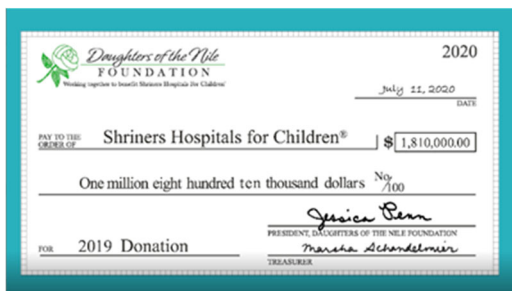 Daughters of the Nile
FOUNDATION
Working together to benefit Shriners Hospitals for Children®
2020
July 11, 2020
DATE
PAY TO THE
ORDER OF
Shriners Hospitals for Children®
$ 1,810,000.00
One million eight hundred ten thousand dollars No/100
Jessica Penn
PRESIDENT, DAUGHTERS OF THE NILE FOUNDATION
FOR 2019 Donation
Marsha Schandelmier
TREASURER